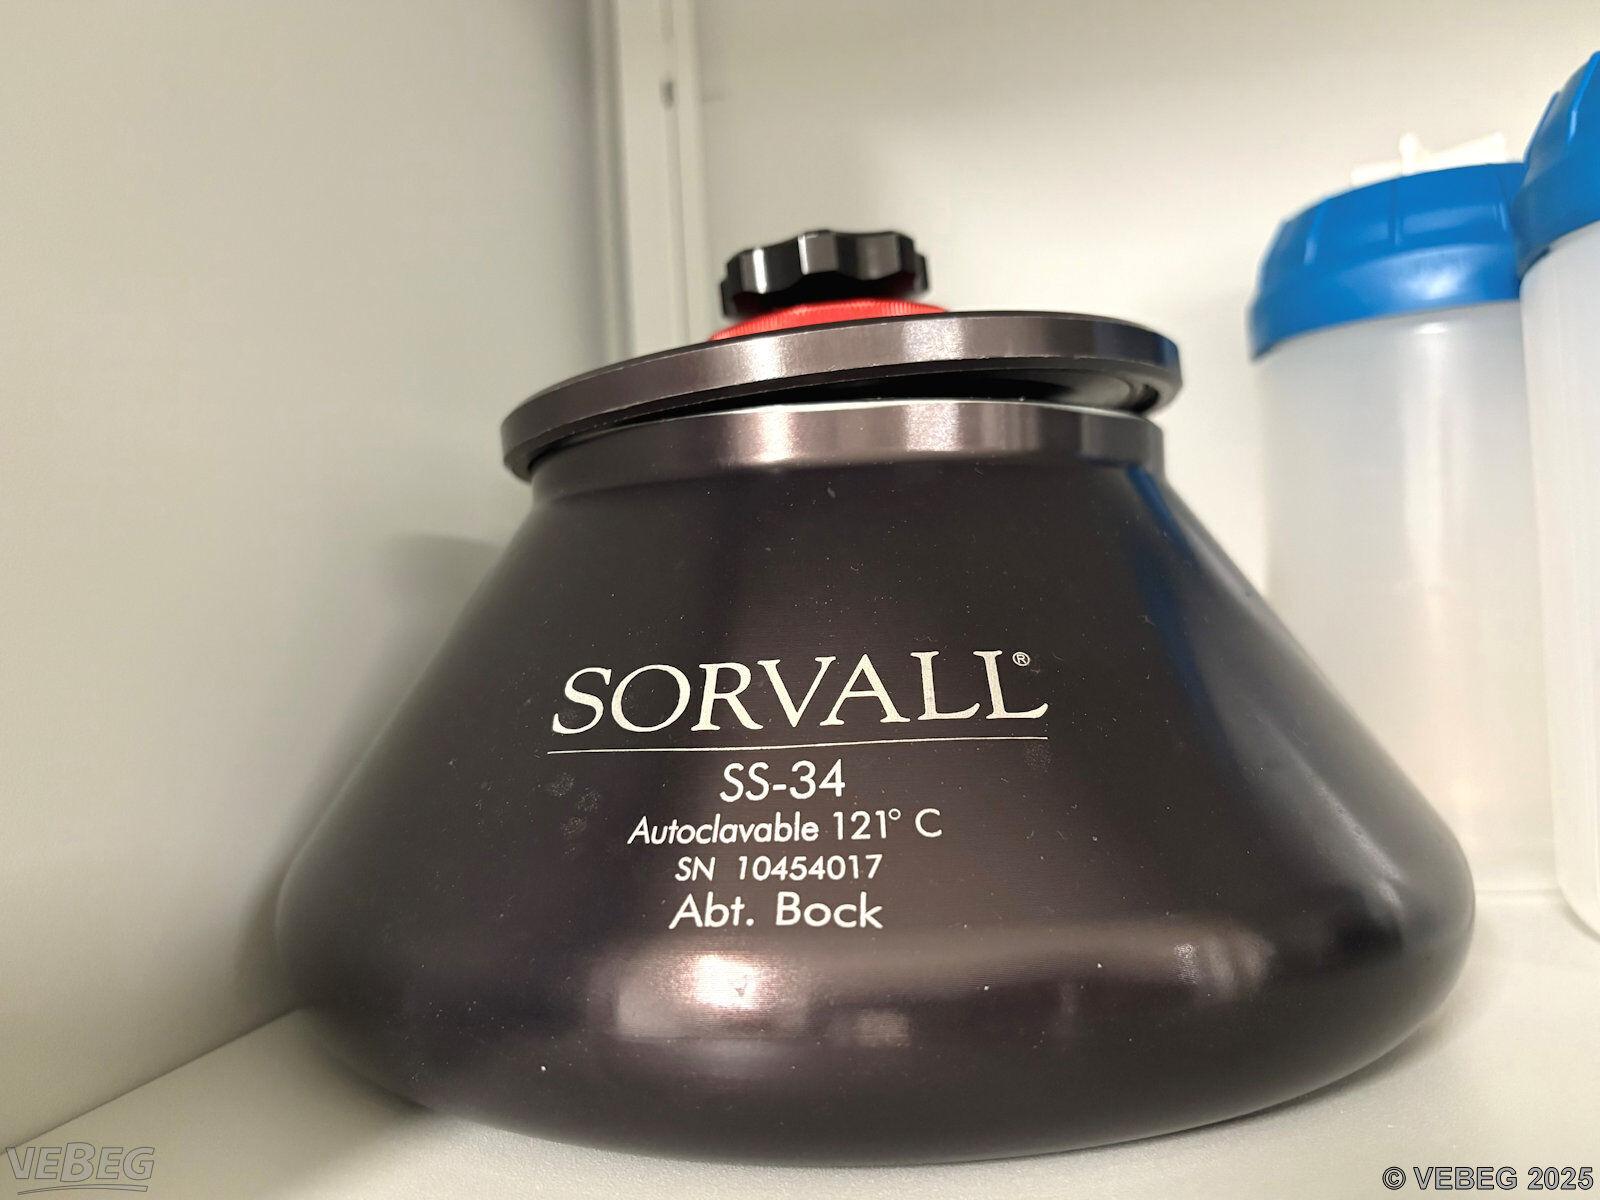 SORVALL®
SS-34
Autoclavable 121° C
SN 10454017
Abt. Bock
VEBEG
© VEBEG 2025